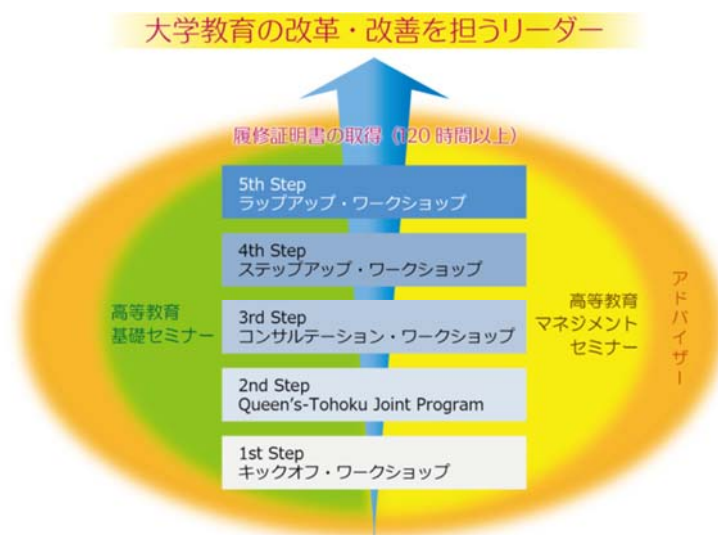 大学教育の改革・改善を担うリーダー
履修証明書の取得（120 時間以上）
5th Step
ラップアップ・ワークショップ
4th Step
ステップアップ・ワークショップ
高等教育
基礎セミナー
3rd Step
コンサルテーション・ワークショップ
高等教育
マネジメント
セミナー
アドバイザー
2nd Step
Queen's-Tohoku Joint Program
1st Step
キックオフ・ワークショップ